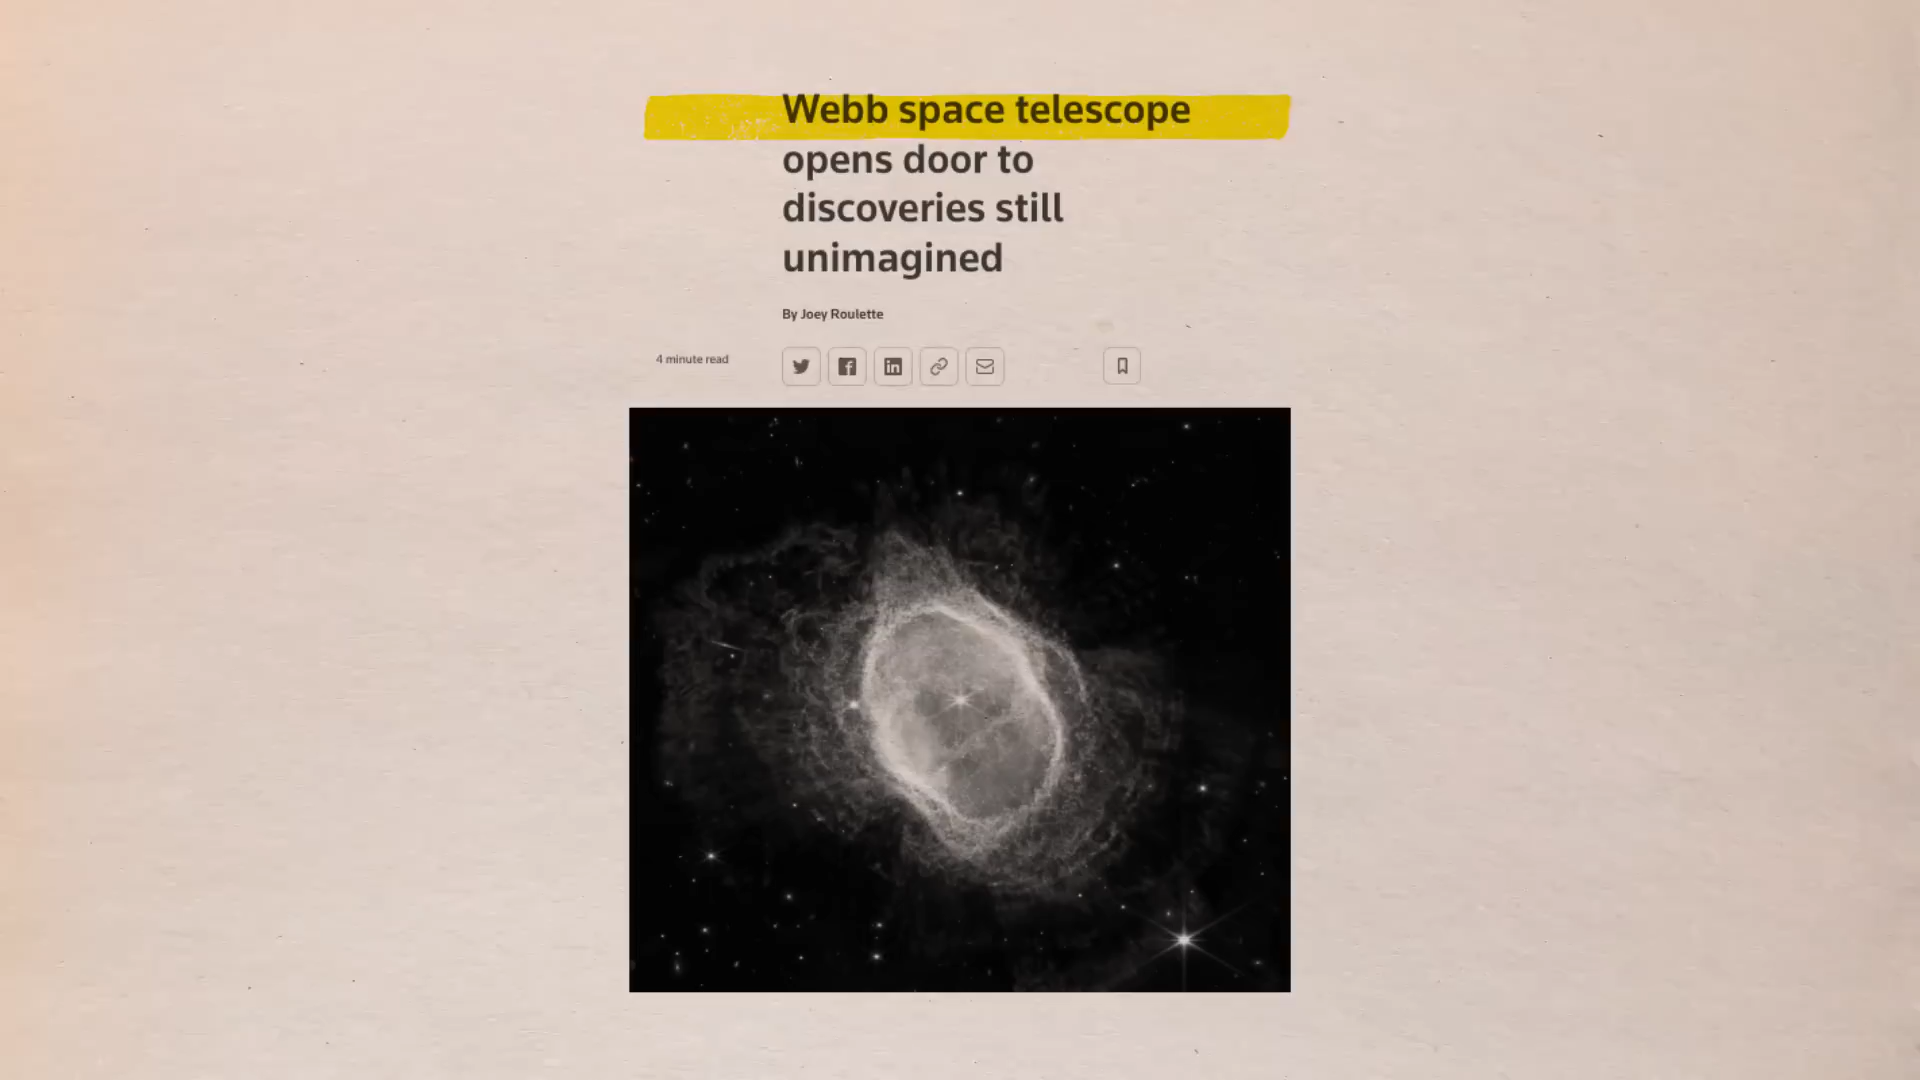 Webb space telescope
opens door to
discoveries still
unimagined
By Joey Roulette
4 minute read